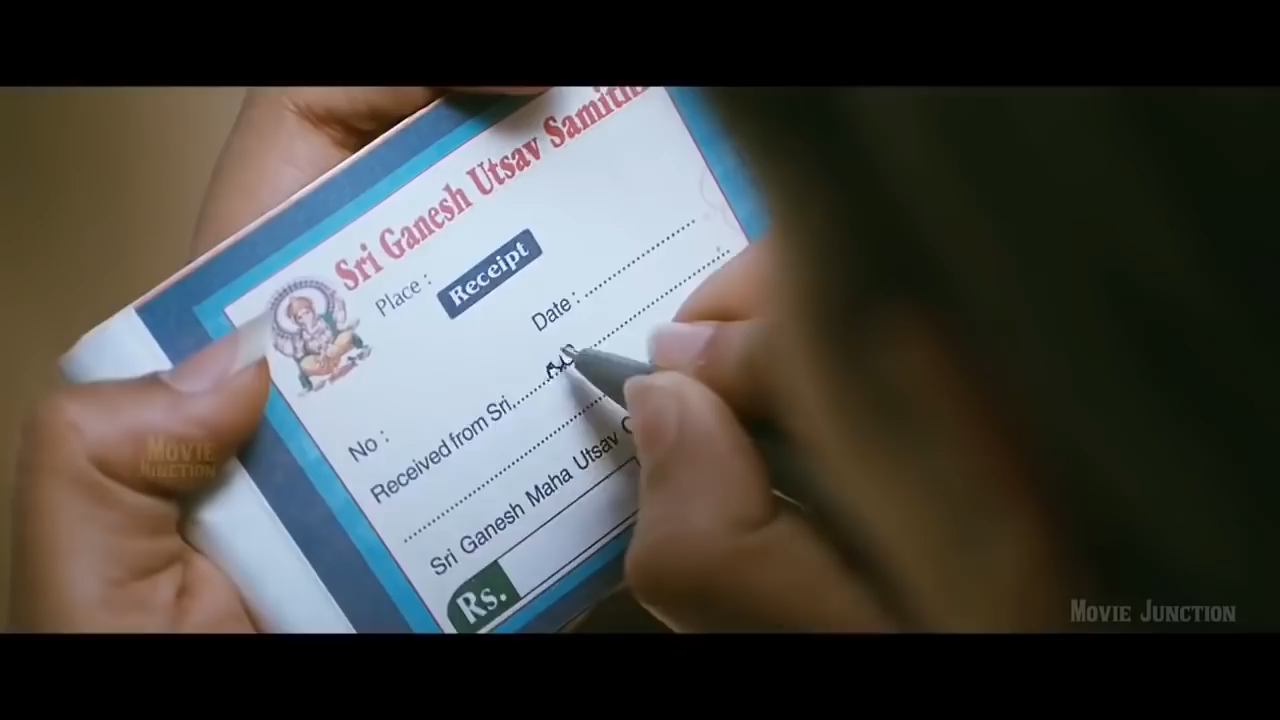 Sri Ganesh Utsav Samithi
Place :
Receipt
Date :
No :
Received from Sri
Sri Ganesh Maha Utsav
Rs.
MOVIE
JUNCTION
MOVIE JUNCTION